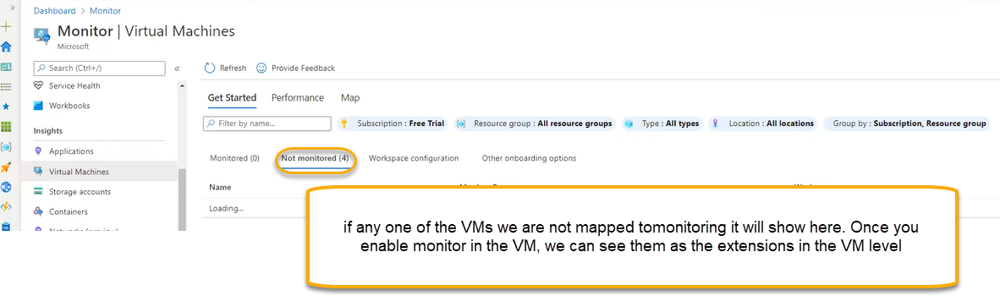 Dashboard > Monitor
Monitor | Virtual Machines
Microsoft
Search (Ctrl+/)
«
Refresh
Provide Feedback
Service Health
Workbooks
Insights
Applications
Virtual Machines
Storage accounts
Containers
Networks (preview)
Get Started
Performance
Map
Filter by name...
Subscription : Free Trial
Resource group : All resource groups
Type : All types
Location : All locations
Group by : Subscription, Resource group
Monitored (0)
Not monitored (4)
Workspace configuration
Other onboarding options
Name
Loading...
if any one of the VMs we are not mapped tomonitoring it will show here. Once you
enable monitor in the VM, we can see them as the extensions in the VM level